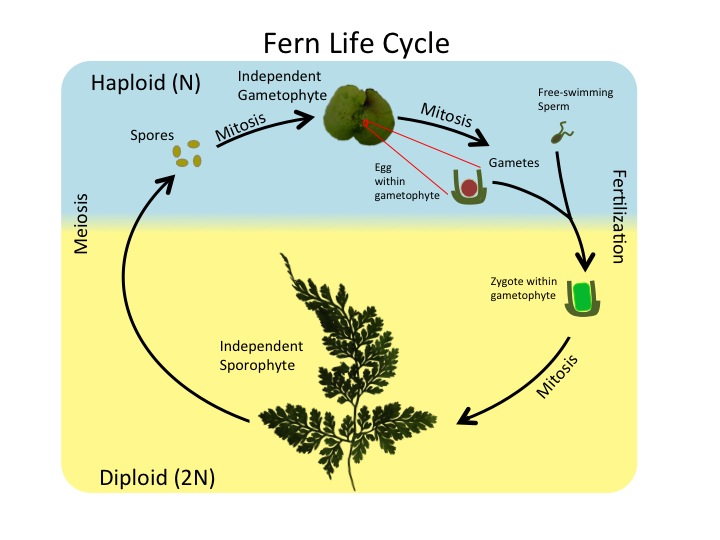 Fern Life Cycle
Haploid (N)
Independent
Gametophyte
Mitosis
Spores
Mitosis
Free-swimming
Sperm
Gametes
Egg
within
gametophyte
Fertilization
Meiosis
Zygote within
gametophyte
Mitosis
Independent
Sporophyte
Diploid (2N)